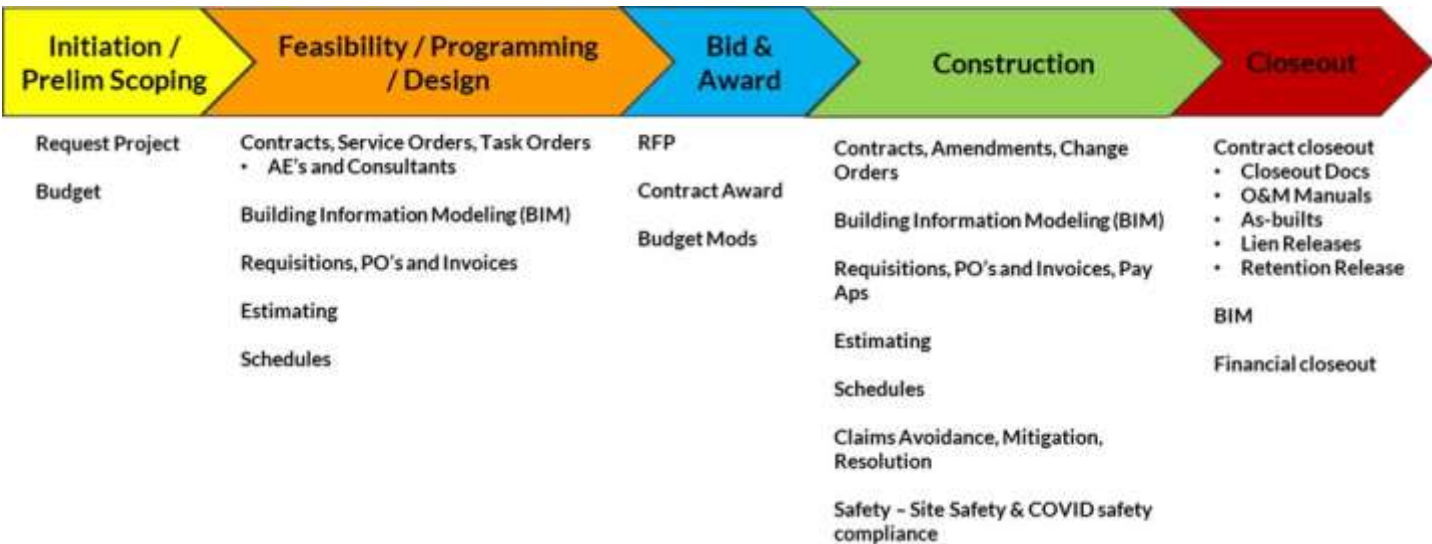 Initiation /
Prelim Scoping
Feasibility / Programming
/ Design
Bid &
Award
Construction
Closeout
Request Project
Budget
Contracts, Service Orders, Task Orders
• AE's and Consultants
Building Information Modeling (BIM)
Requisitions, PO's and Invoices
Estimating
Schedules
RFP
Contract Award
Budget Mods
Contracts, Amendments, Change
Orders
Building Information Modeling (BIM)
Requisitions, PO's and Invoices, Pay
Aps
Estimating
Schedules
Claims Avoidance, Mitigation,
Resolution
Safety – Site Safety & COVID safety
compliance
Contract closeout
• Closeout Docs
• O&M Manuals
• As-builts
• Lien Releases
• Retention Release
BIM
Financial closeout